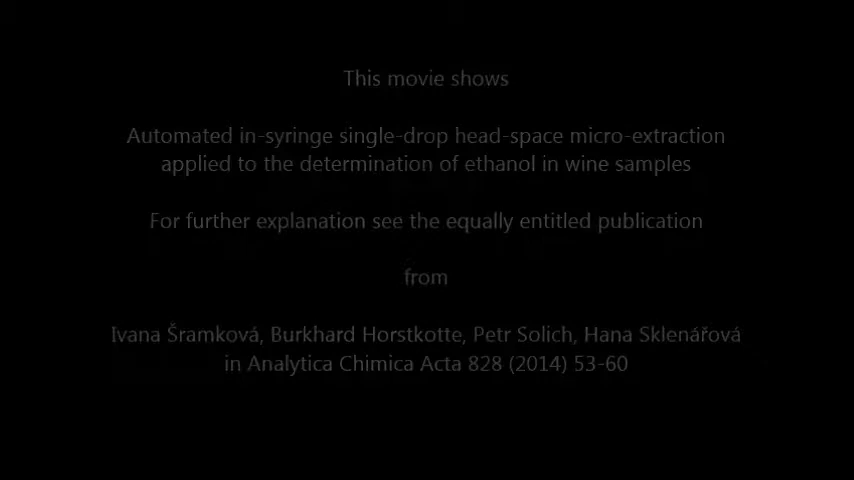 This movie shows
Automated in-syringe single-drop head-space micro-extraction
applied to the determination of ethanol in wine samples
For further explanation see the equally entitled publication
from
Ivana Šramková, Burkhard Horstkotte, Petr Solich, Hana Sklenářová
in Analytica Chimica Acta 828 (2014) 53-60